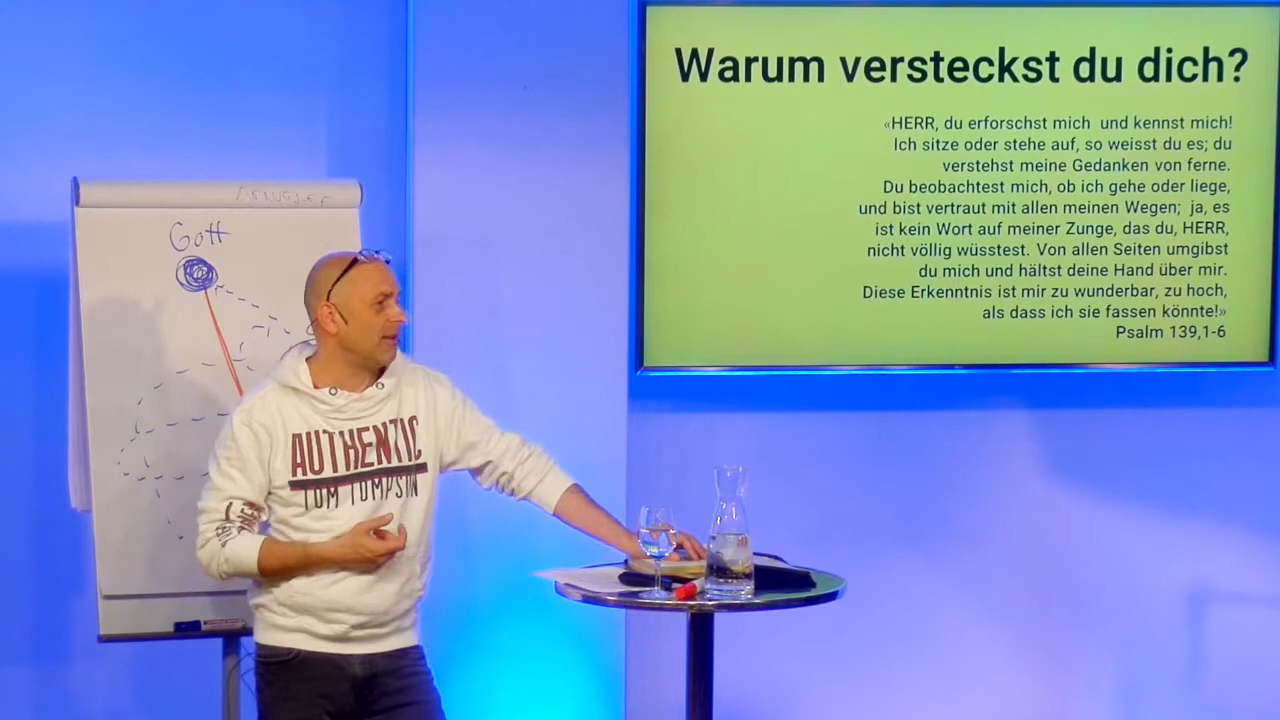 Warum versteckst du dich?
«HERR, du erforschst mich und kennst mich!
Ich sitze oder stehe auf, so weisst du es; du
verstehst meine Gedanken von ferne.
Du beobachtest mich, ob ich gehe oder liege,
und bist vertraut mit allen meinen Wegen; ja, es
ist kein Wort auf meiner Zunge, das du, HERR,
nicht völlig wüsstest. Von allen Seiten umgibst
du mich und hältst deine Hand über mir.
Diese Erkenntnis ist mir zu wunderbar, zu hoch,
als dass ich sie fassen könnte!»
Psalm 139,1-6
Gott
AUTHENTIC
TOM TOMPSON